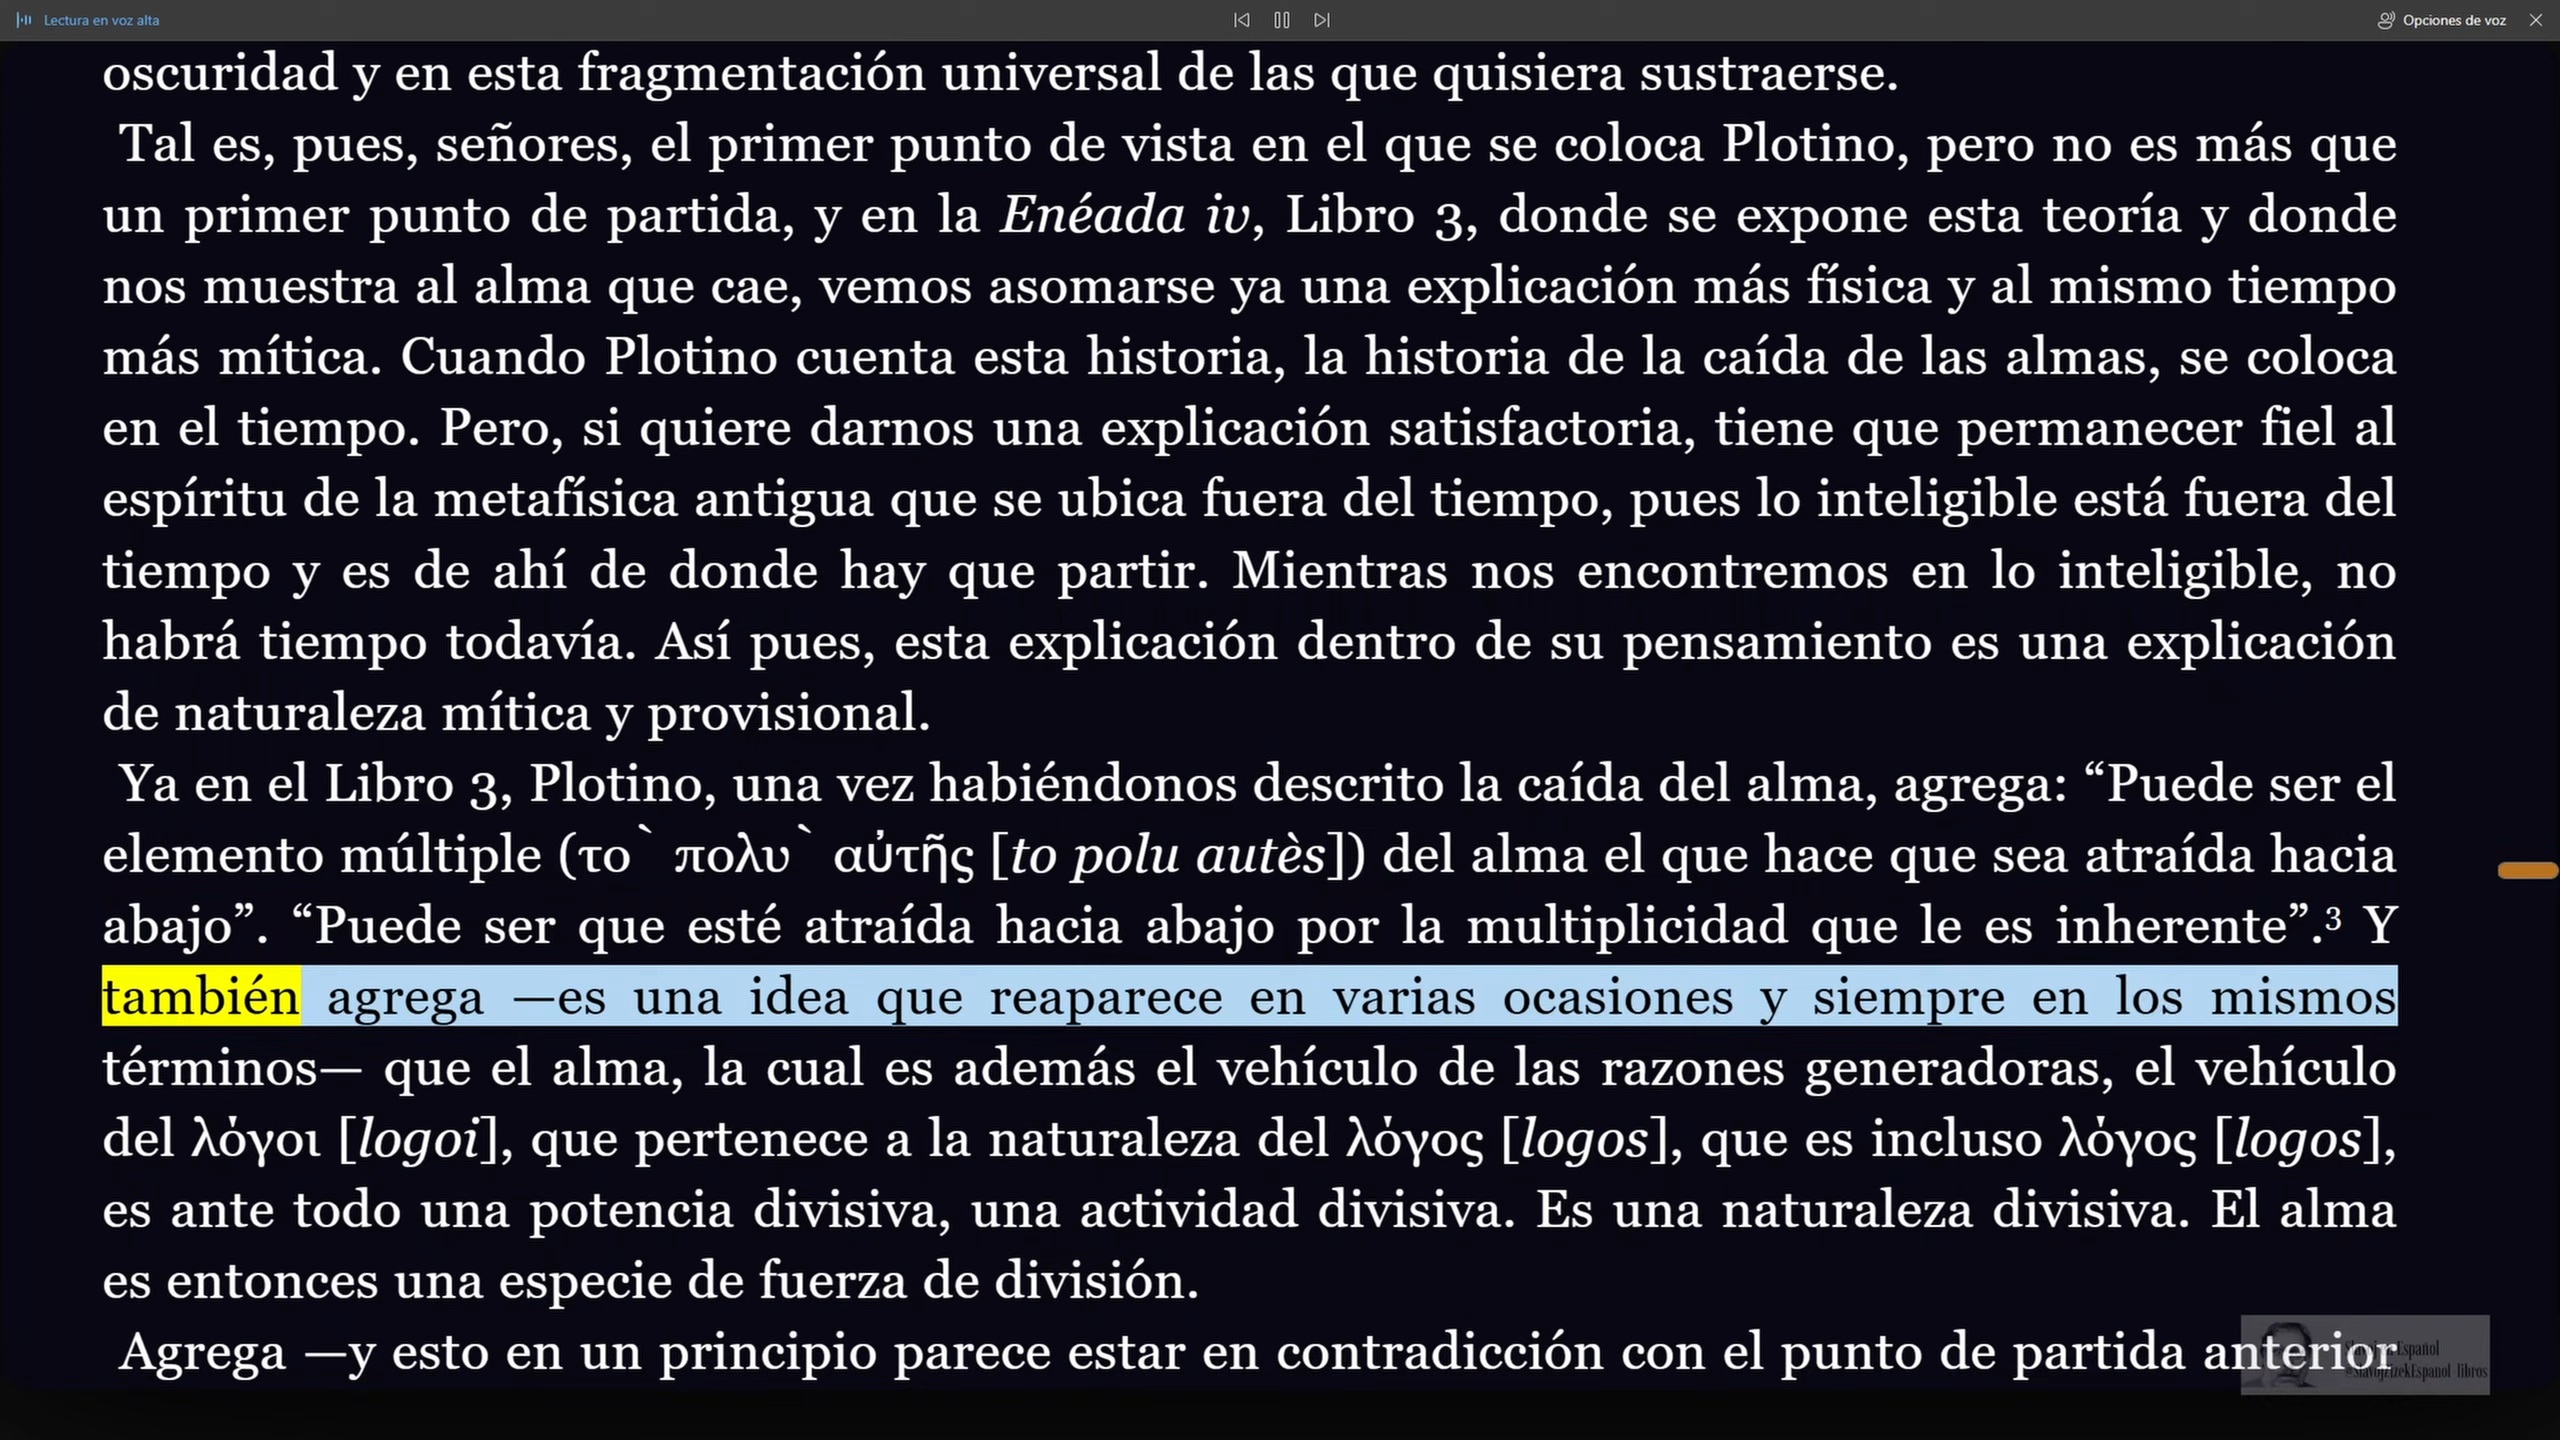 Lectura en voz alta
Opciones de voz
oscuridad y en esta fragmentación universal de las que quisiera sustraerse.
Tal es, pues, señores, el primer punto de vista en el que se coloca Plotino, pero no es más que
un primer punto de partida, y en la Enéada iv, Libro 3, donde se expone esta teoría y donde
nos muestra al alma que cae, vemos asomarse ya una explicación más física y al mismo tiempo
más mítica. Cuando Plotino cuenta esta historia, la historia de la caída de las almas, se coloca
en el tiempo. Pero, si quiere darnos una explicación satisfactoria, tiene que permanecer fiel al
espíritu de la metafísica antigua que se ubica fuera del tiempo, pues lo inteligible está fuera del
tiempo y es de ahí de donde hay que partir. Mientras nos encontremos en lo inteligible, no
habrá tiempo todavía. Así pues, esta explicación dentro de su pensamiento es una explicación
de naturaleza mítica y provisional.
Ya en el Libro 3, Plotino, una vez habiéndonos descrito la caída del alma, agrega: “Puede ser el
elemento múltiple (το` πολυ` αὐτῆς [to polu autès]) del alma el que hace que sea atraída hacia
abajo”. “Puede ser que esté atraída hacia abajo por la multiplicidad que le es inherente”.³ Y
también agrega —es una idea que reaparece en varias ocasiones y siempre en los mismos
términos— que el alma, la cual es además el vehículo de las razones generadoras, el vehículo
del λόγοι [logoi], que pertenece a la naturaleza del λόγος [logos], que es incluso λόγος [logos],
es ante todo una potencia divisiva, una actividad divisiva. Es una naturaleza divisiva. El alma
es entonces una especie de fuerza de división.
Agrega —y esto en un principio parece estar en contradicción con el punto de partida anterior
Español
@SlavojZizekEspañol-libros